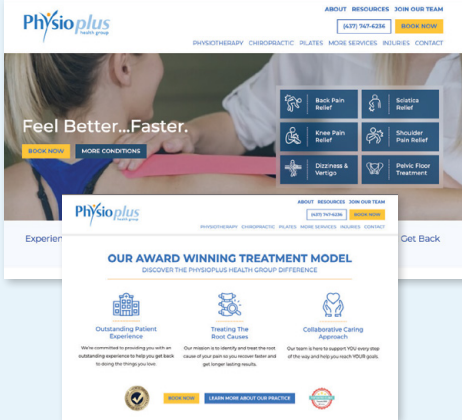 ABOUT RESOURCES JOIN OUR TEAM
Physioplus
health group
(437) 747-6236 BOOK NOW
PHYSIOTHERAPY CHIROPRACTIC PILATES MORE SERVICES INJURIES CONTACT
Feel Better...Faster.
BOOK NOW MORE CONDITIONS
Back Pain
Relief
Sciatica
Relief
Knee Pain
Relief
Shoulder
Pain Relief
Dizziness &
Vertigo
Pelvic Floor
Treatment
Get Back
ABOUT RESOURCES JOIN OUR TEAM
Physioplus
health group
(437) 747-6236 BOOK NOW
PHYSIOTHERAPY CHIROPRACTIC PILATES MORE SERVICES INJURIES CONTACT
OUR AWARD WINNING TREATMENT MODEL
DISCOVER THE PHYSIOPLUS HEALTH GROUP DIFFERENCE
Outstanding Patient
Experience
We're committed to providing you with an
outstanding experience to help you get back
to doing the things you love.
Treating The
Root Causes
Our mission is to identify and treat the root
cause of your pain so you recover faster and
get longer lasting results.
Collaborative Caring
Approach
Our team is here to support YOU every step
of the way and help you reach YOUR goals.
BOOK NOW LEARN MORE ABOUT OUR PRACTICE